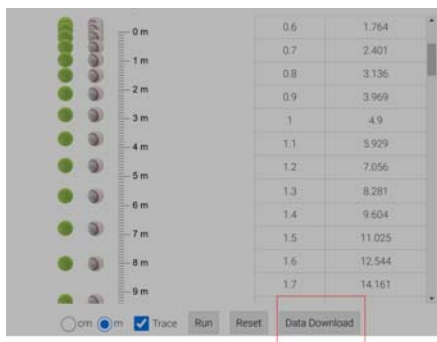 0 m
1 m
2 m
3 m
4 m
5 m
6 m
7 m
8 m
9 m
0.6 1.764
0.7 2.401
0.8 3.136
0.9 3.969
1 4.9
1.1 5.929
1.2 7.056
1.3 8.281
1.4 9.604
1.5 11.025
1.6 12.544
1.7 14.161
cm m Trace Run Reset Data Download